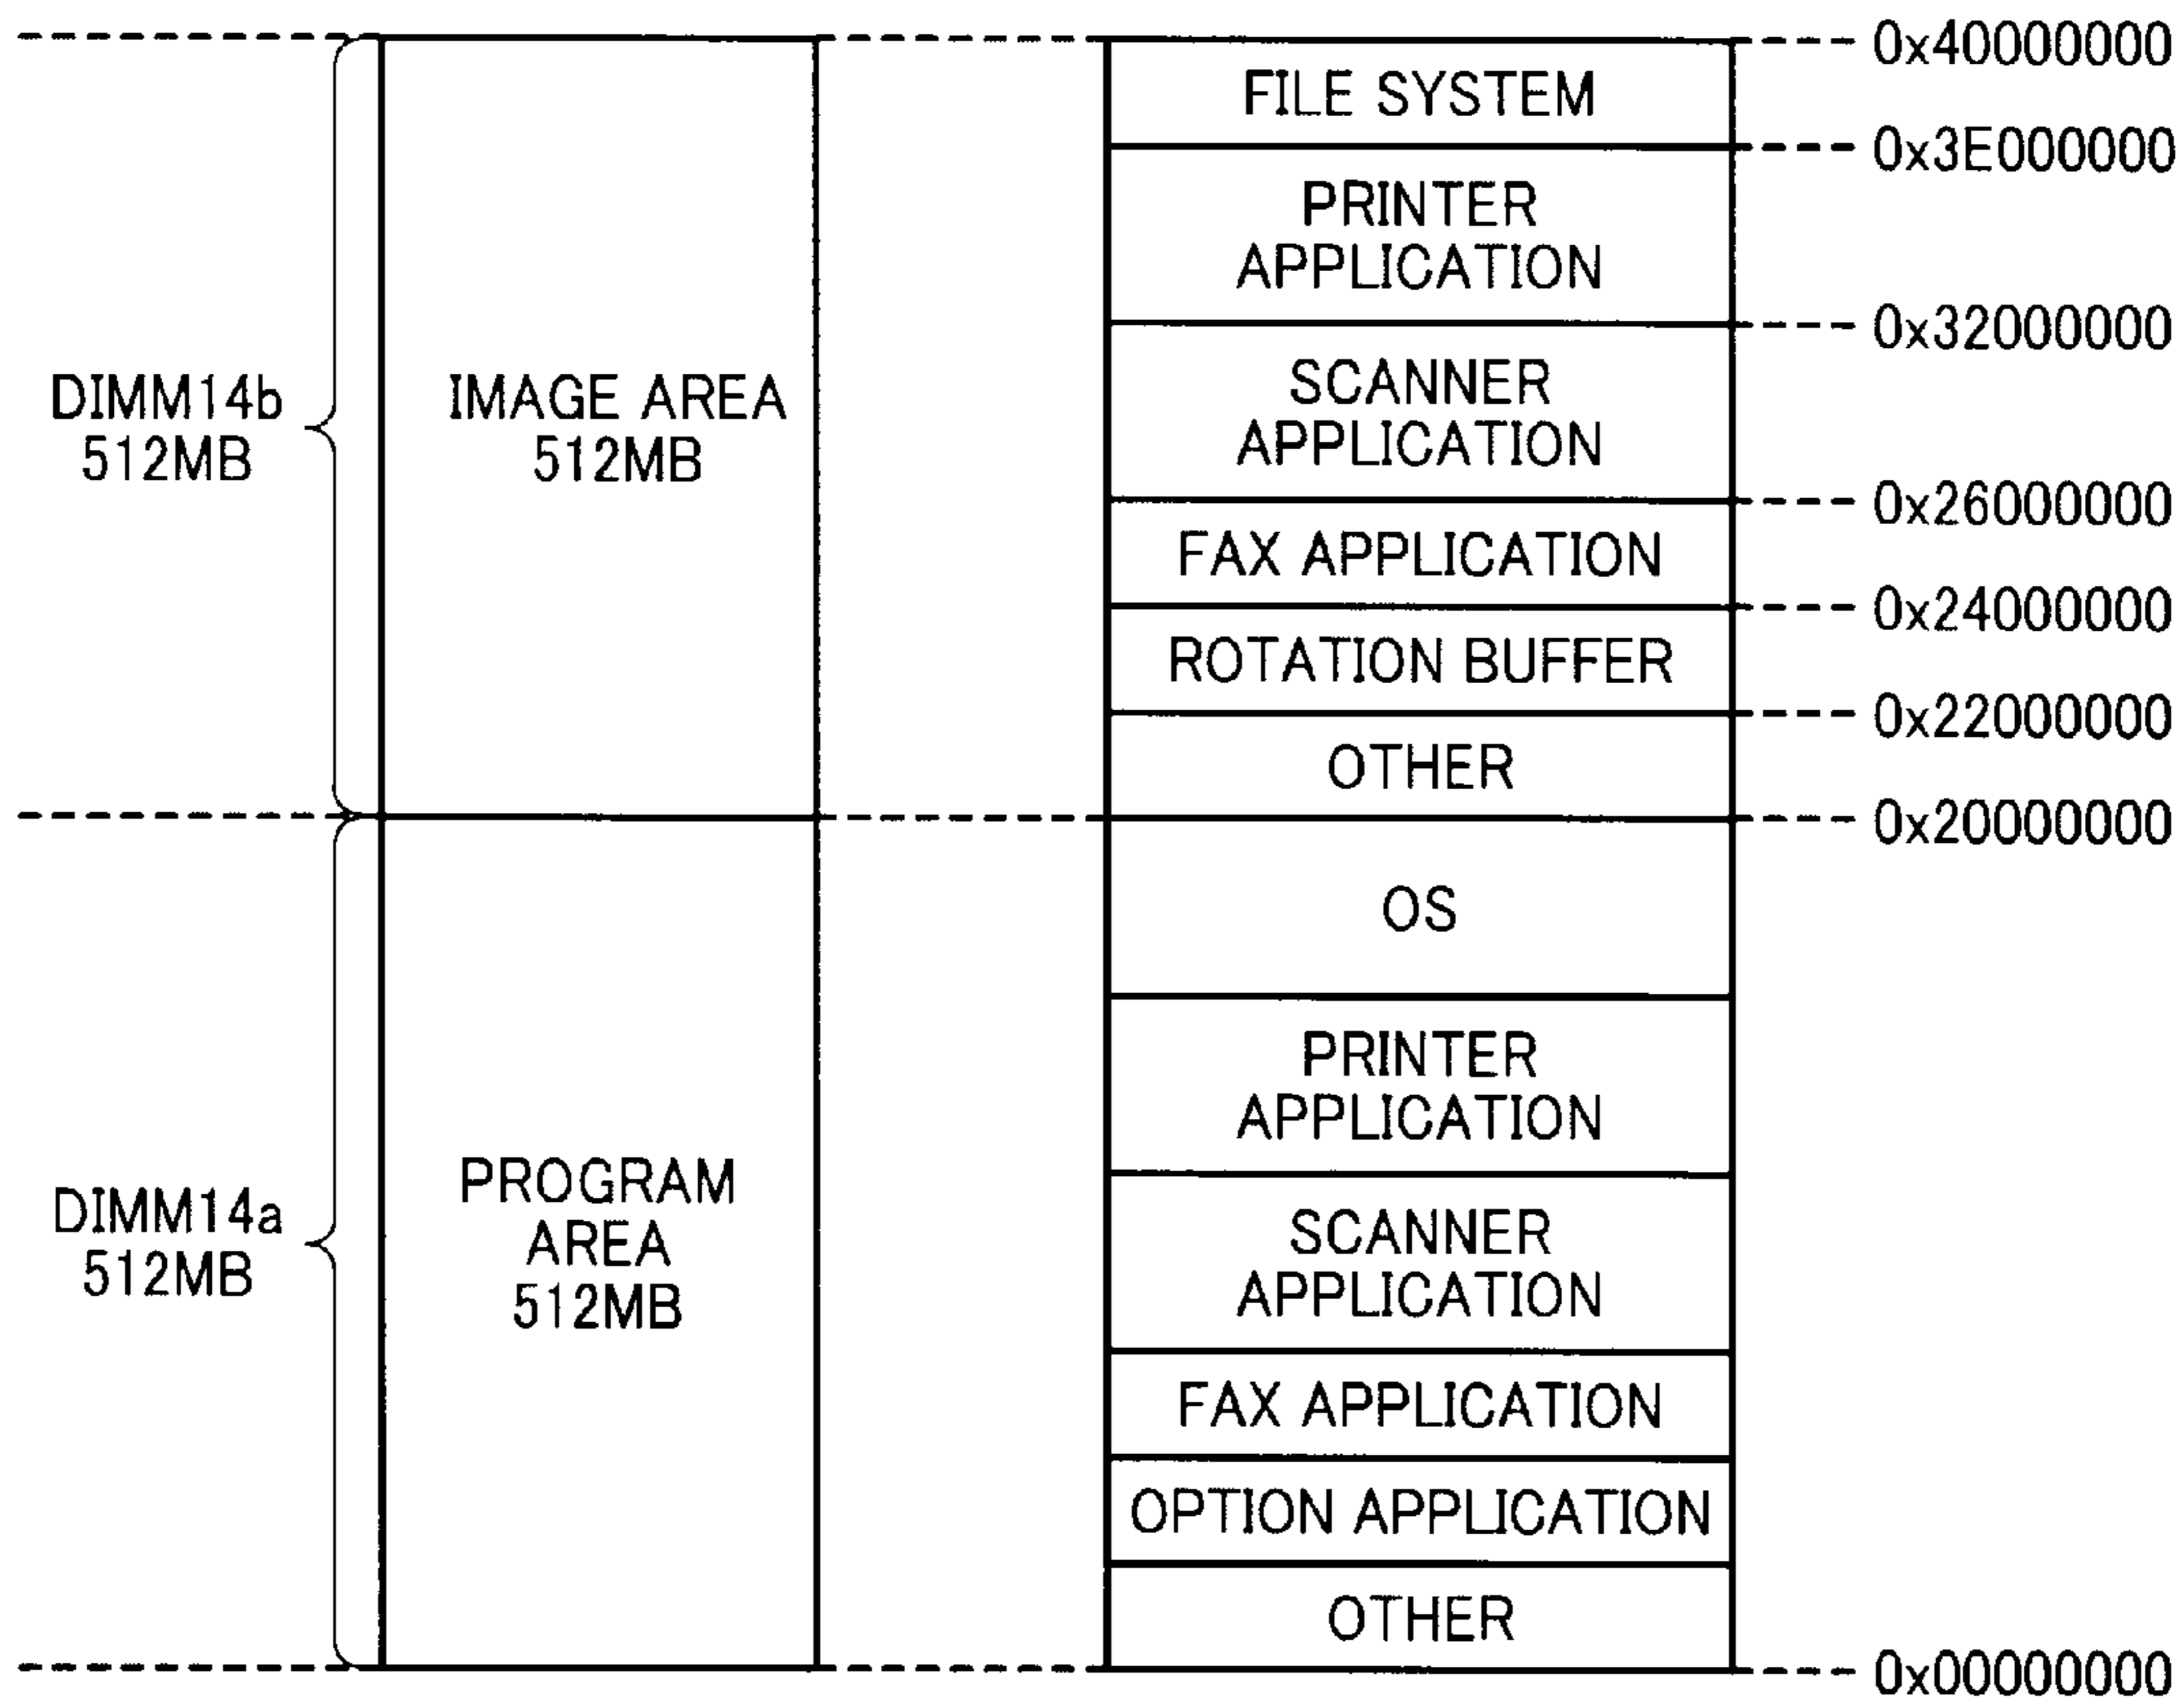 DIMM14b
512MB
DIMM14a
512MB
IMAGE AREA
512MB
PROGRAM
AREA
512MB
FILE SYSTEM
PRINTER
APPLICATION
SCANNER
APPLICATION
FAX APPLICATION
ROTATION BUFFER
OTHER
OS
PRINTER
APPLICATION
SCANNER
APPLICATION
FAX APPLICATION
OPTION APPLICATION
OTHER
0x40000000
0x3E000000
0x32000000
0x26000000
0x24000000
0x22000000
0x20000000
0x00000000